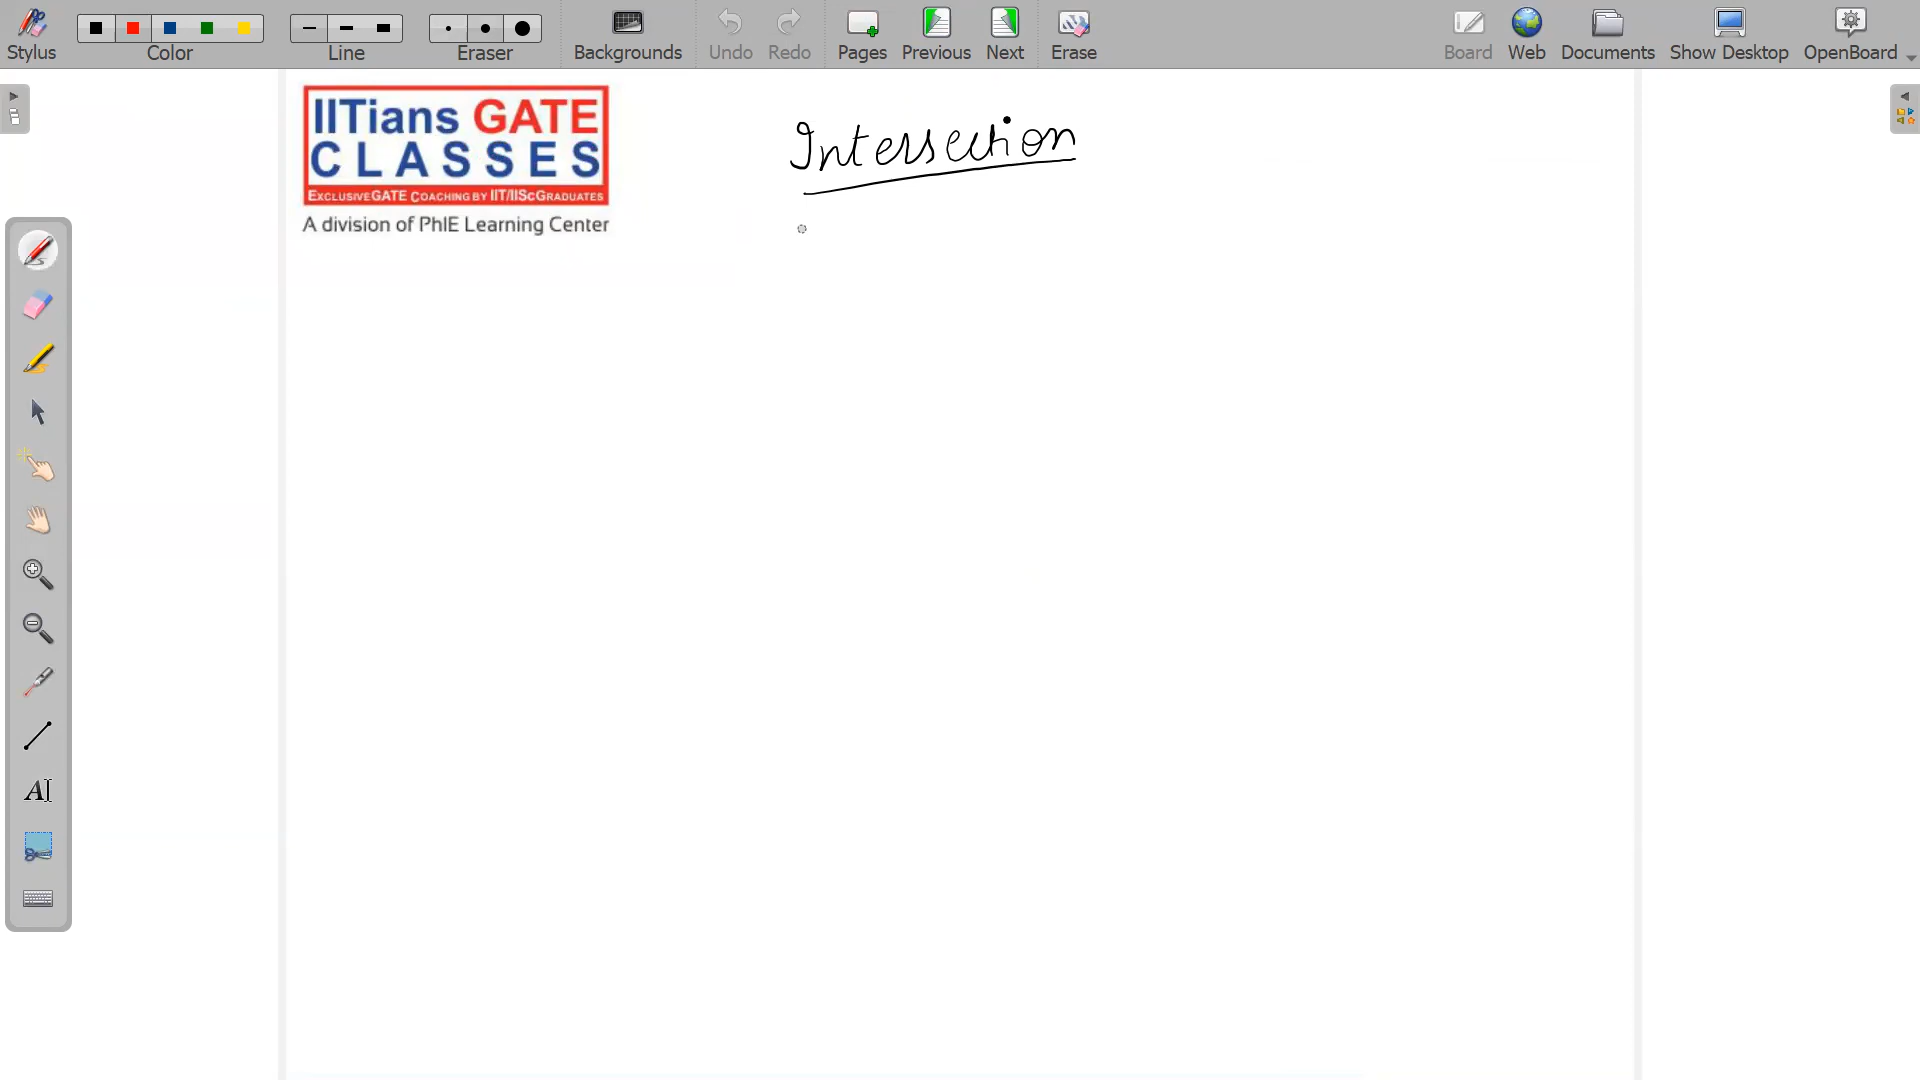 Stylus
Color
Line
Eraser
Backgrounds
Undo
Redo
Pages
Previous
Next
Erase
Board
Web
Documents
Show Desktop
OpenBoard
IITians GATE
CLASSES
EXCLUSIVE GATE COACHING BY IIT/IISc GRADUATES
A division of PhIE Learning Center
Intersection
AI